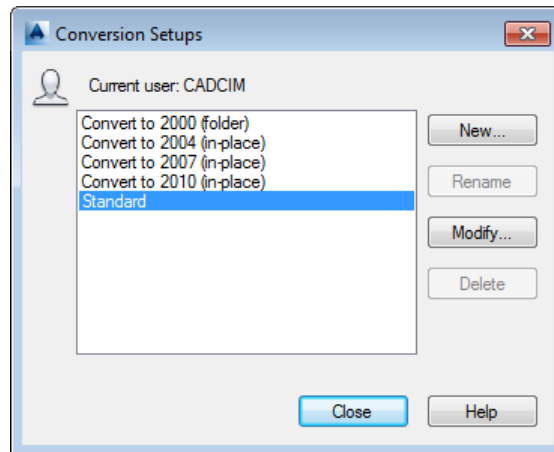 Conversion Setups
Current user: CADCIM
Convert to 2000 (folder)
Convert to 2004 (in-place)
Convert to 2007 (in-place)
Convert to 2010 (in-place)
Standard
New...
Rename
Modify...
Delete
Close
Help